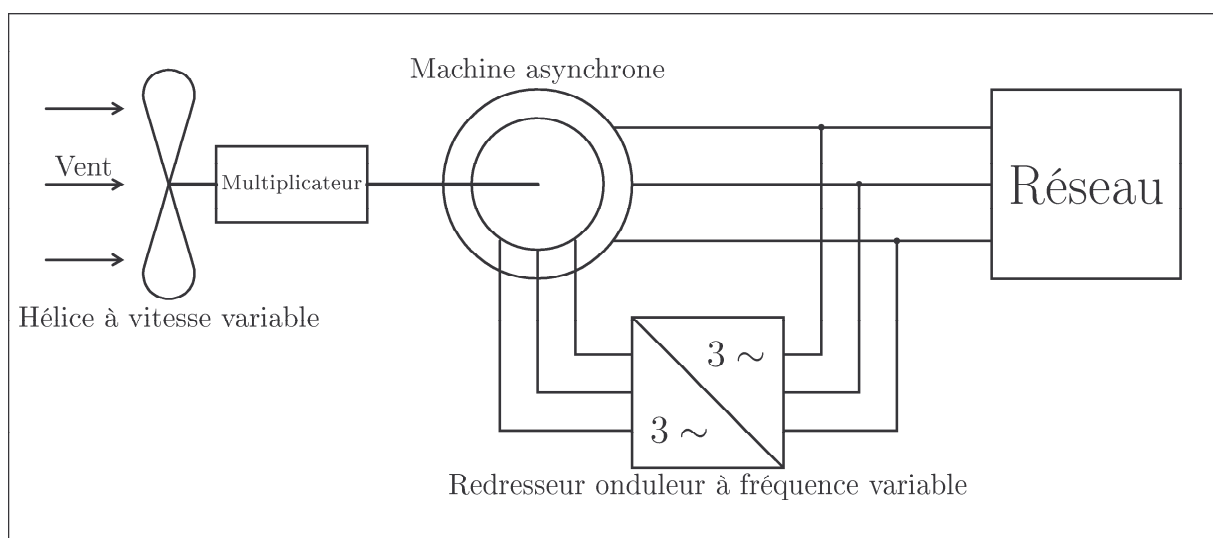 Machine asynchrone
Vent
Multiplicateur
Réseau
Hélice à vitesse variable
3 ~
3 ~
Redresseur onduleur à fréquence variable